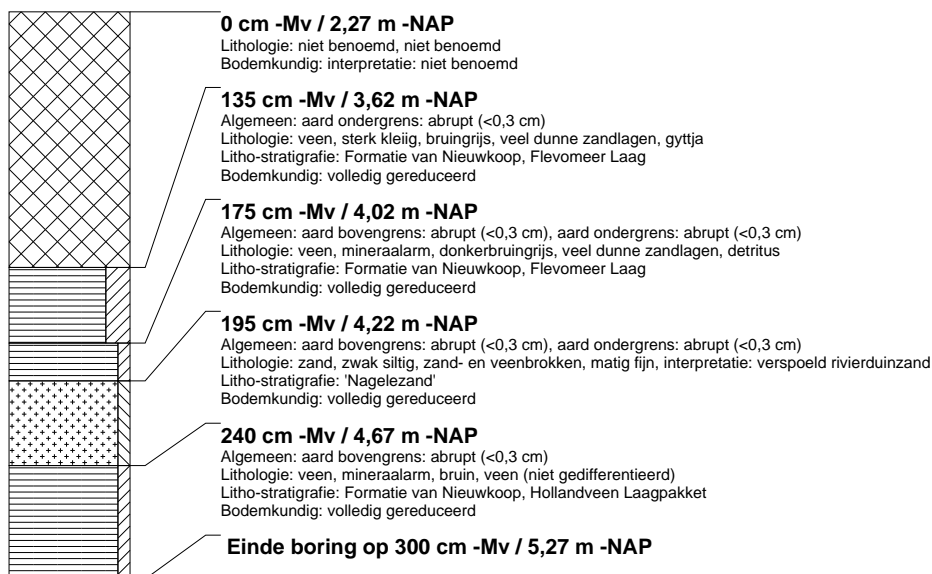 0 cm -Mv / 2,27 m -NAP
Lithologie: niet benoemd, niet benoemd
Bodemkundig: interpretatie: niet benoemd
135 cm -Mv / 3,62 m -NAP
Algemeen: aard ondergrens: abrupt (<0,3 cm)
Lithologie: veen, sterk kleiig, bruingrijs, veel dunne zandlagen, gyttja
Litho-stratigrafie: Formatie van Nieuwkoop, Flevomeer Laag
Bodemkundig: volledig gereduceerd
175 cm -Mv / 4,02 m -NAP
Algemeen: aard bovengrens: abrupt (<0,3 cm), aard ondergrens: abrupt (<0,3 cm)
Lithologie: veen, mineraalarm, donkerbruingrijs, veel dunne zandlagen, detritus
Litho-stratigrafie: Formatie van Nieuwkoop, Flevomeer Laag
Bodemkundig: volledig gereduceerd
195 cm -Mv / 4,22 m -NAP
Algemeen: aard bovengrens: abrupt (<0,3 cm), aard ondergrens: abrupt (<0,3 cm)
Lithologie: zand, zwak siltig, zand- en veenbrokken, matig fijn, interpretatie: verspoeld rivierduinzand
Litho-stratigrafie: 'Nagelezand'
Bodemkundig: volledig gereduceerd
240 cm -Mv / 4,67 m -NAP
Algemeen: aard bovengrens: abrupt (<0,3 cm)
Lithologie: veen, mineraalarm, bruin, veen (niet gedifferentieerd)
Litho-stratigrafie: Formatie van Nieuwkoop, Hollandveen Laagpakket
Bodemkundig: volledig gereduceerd
Einde boring op 300 cm -Mv / 5,27 m -NAP